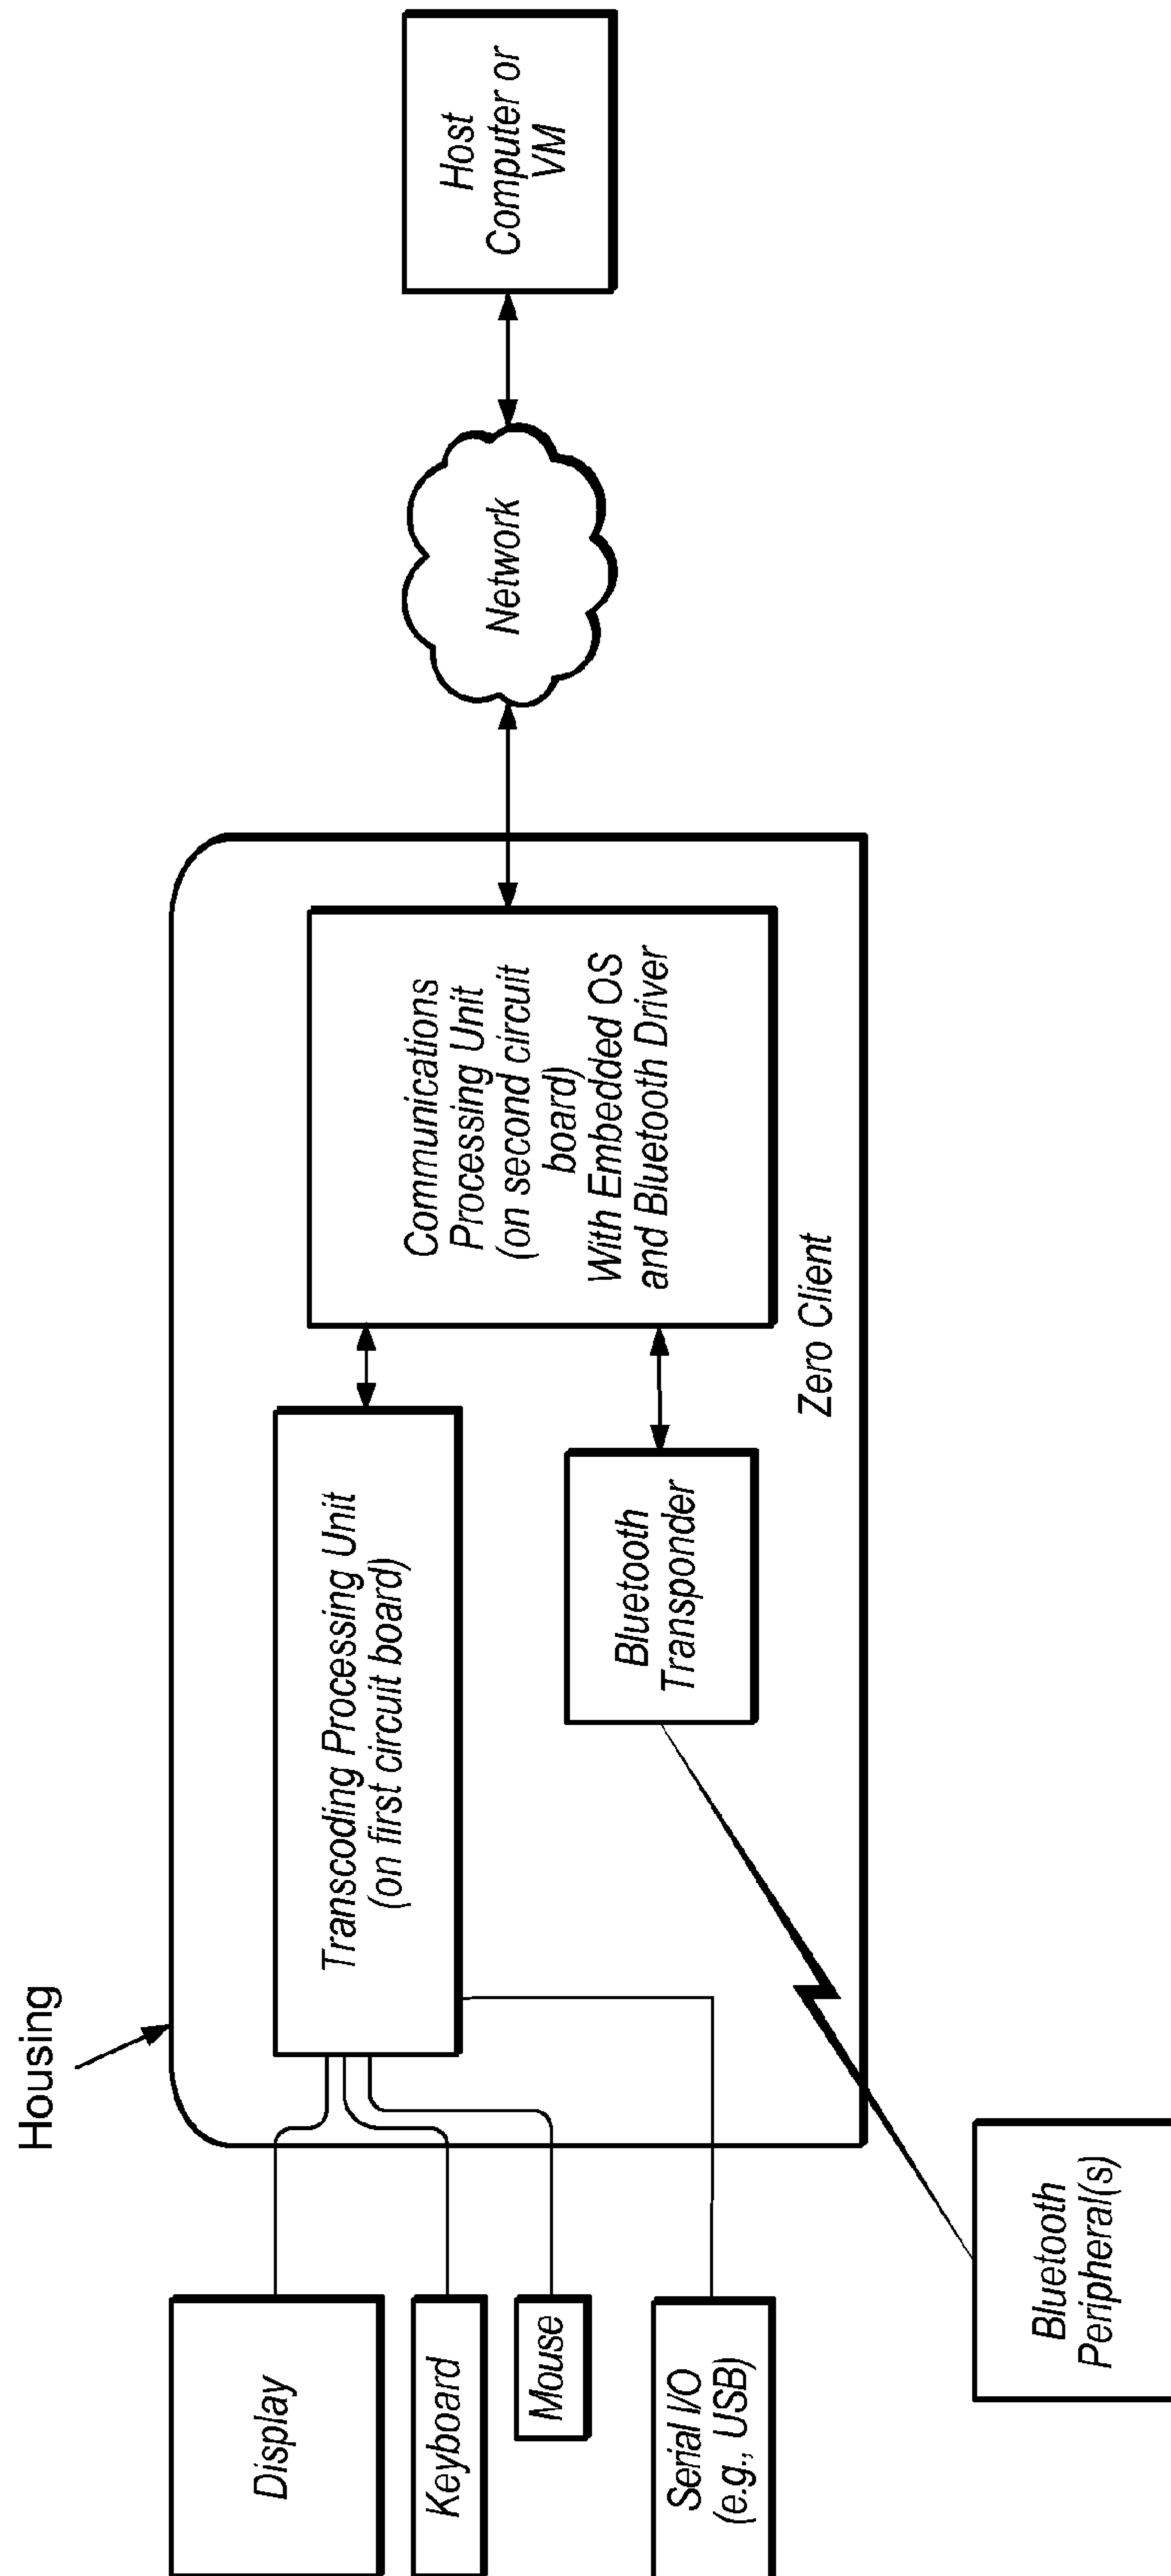 Housing
Display
Keyboard
Mouse
Serial I/O
(e.g., USB)
Transcoding Processing Unit
(on first circuit board)
Bluetooth
Transponder
Communications
Processing Unit
(on second circuit
board)
With Embedded OS
and Bluetooth Driver
Zero Client
Bluetooth
Peripheral(s)
Network
Host
Computer or
VM